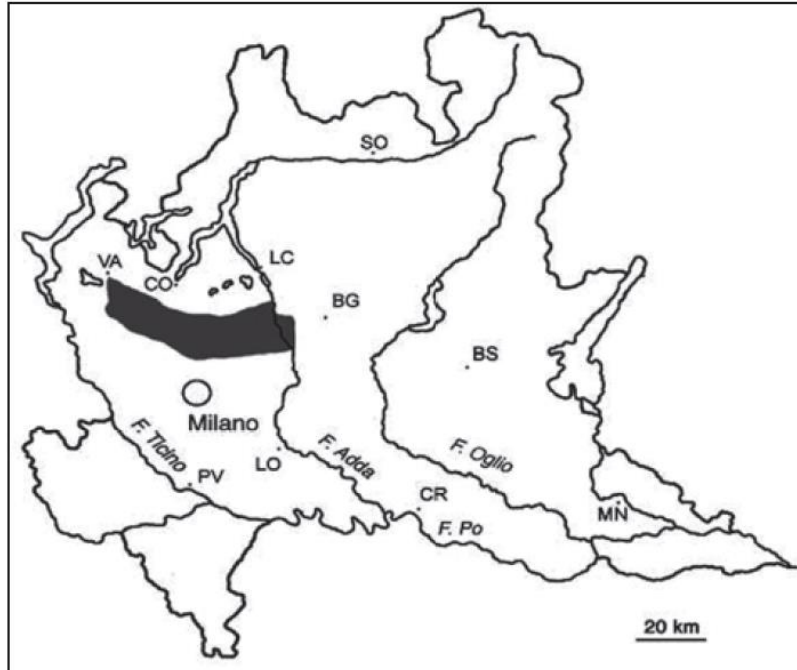 SO
VA
CO
LC
BG
BS
Milano
F. Ticino
PV
LO
F. Adda
F. Oglio
CR
F. Po
MN
20 km